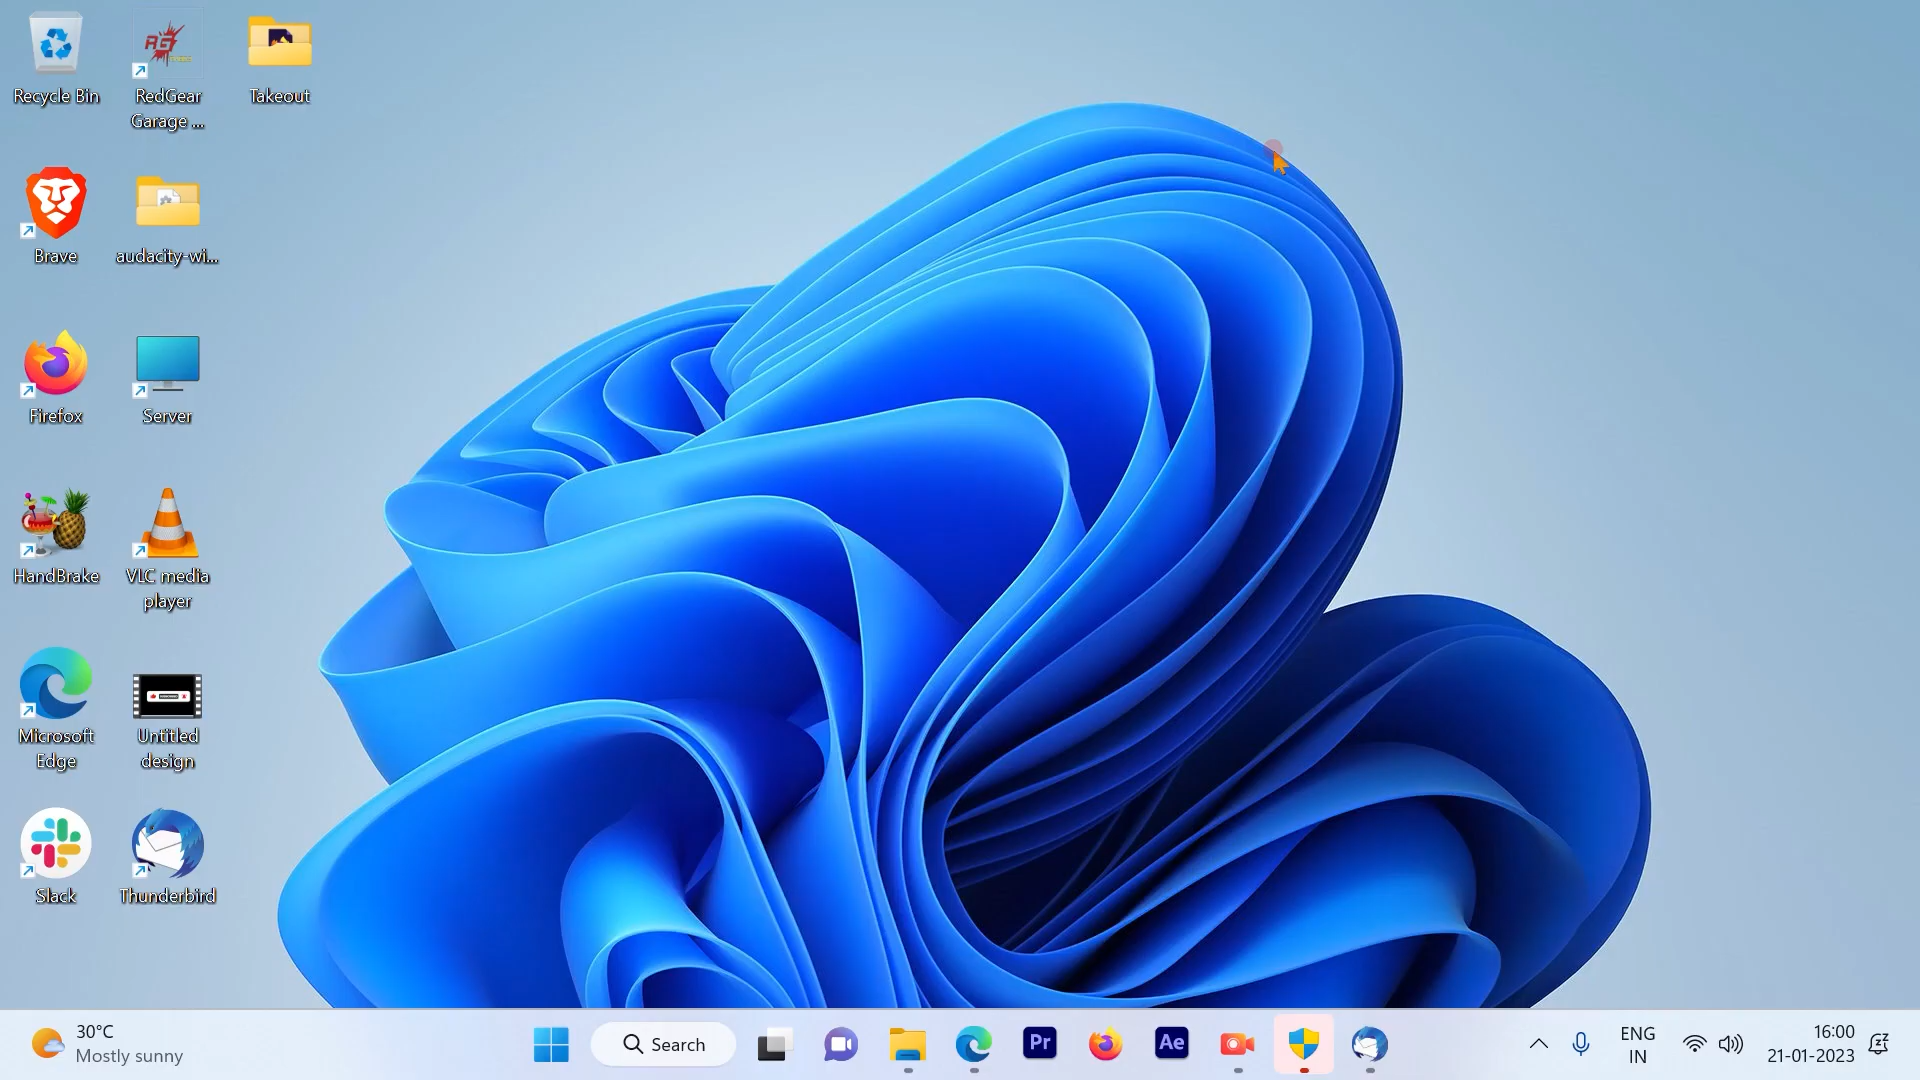 Recycle Bin
RedGear
Garage ...
Takeout
Brave
audacity-wi...
Firefox
Server
HandBrake
VLC media
player
Microsoft
Edge
Untitled
design
Slack
Thunderbird
30°C
Mostly sunny
Search
Pr
Ae
ENG
IN
16:00
21-01-2023